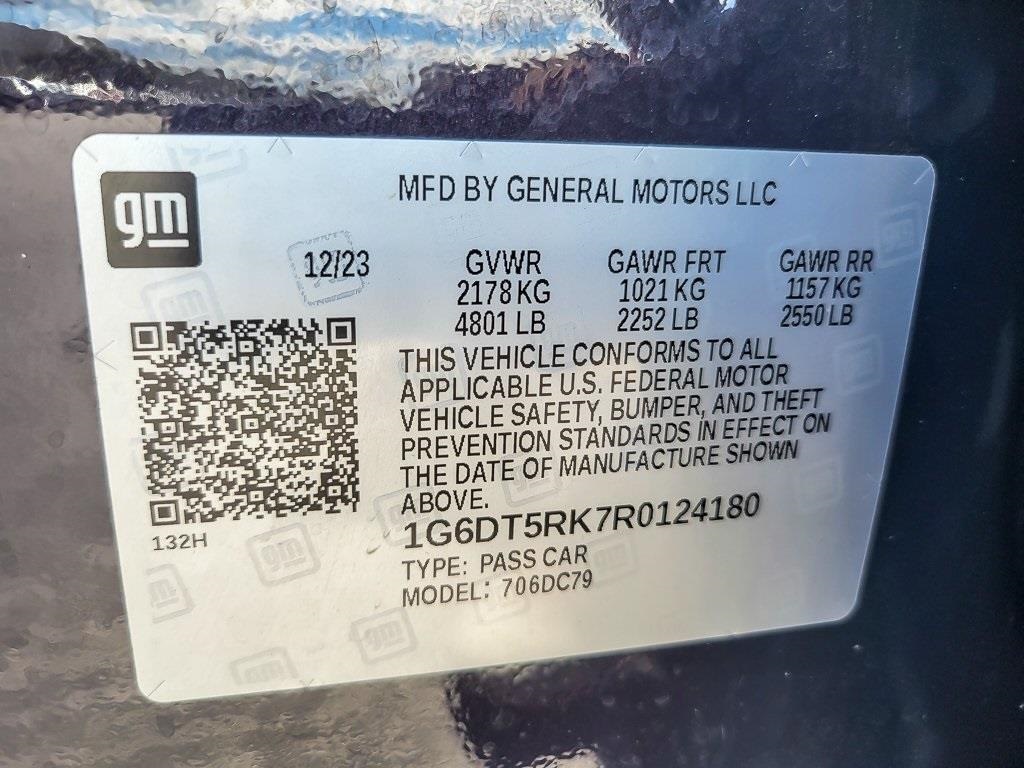 gm
MFD BY GENERAL MOTORS LLC
12/23 GVWR GAWR FRT GAWR RR
2178 KG 1021 KG 1157 KG
4801 LB 2252 LB 2550 LB
THIS VEHICLE CONFORMS TO ALL
APPLICABLE U.S. FEDERAL MOTOR
VEHICLE SAFETY, BUMPER, AND THEFT
PREVENTION STANDARDS IN EFFECT ON
THE DATE OF MANUFACTURE SHOWN
ABOVE.
1G6DT5RK7R0124180
132H
TYPE: PASS CAR
MODEL: 706DC79
gm
gm